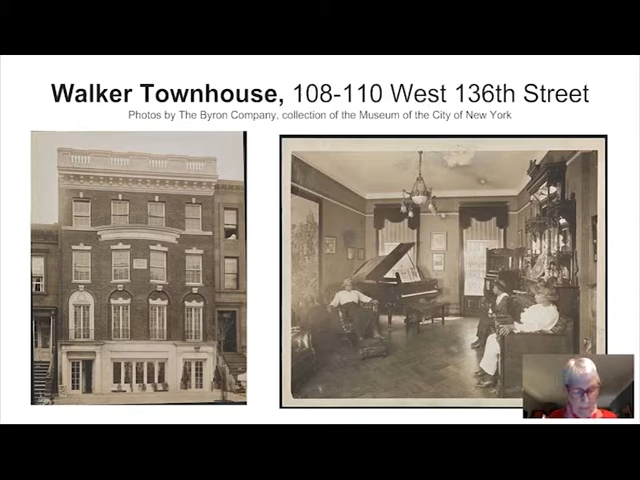 Walker Townhouse, 108-110 West 136th Street
Photos by The Byron Company, collection of the Museum of the City of New York